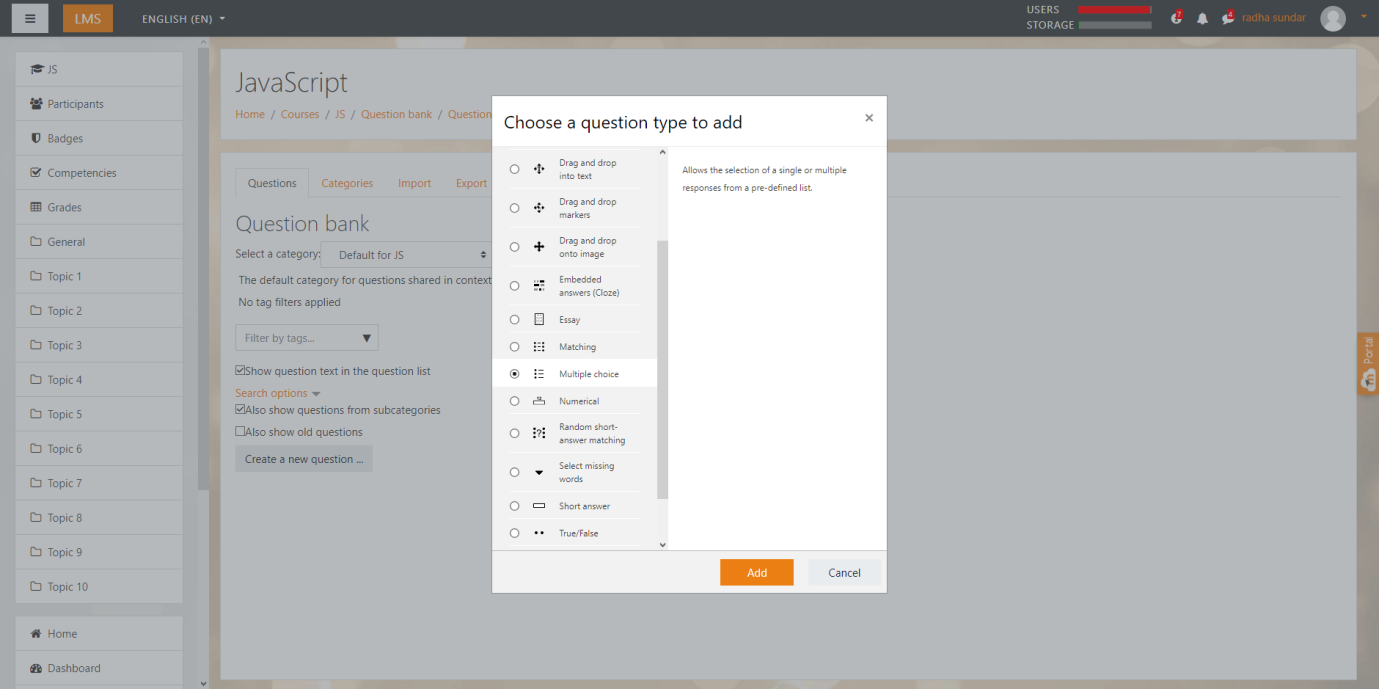 LMS
ENGLISH (EN)
USERS
STORAGE
7
4
radha sundar
JS
Participants
Badges
Competencies
Grades
General
Topic 1
Topic 2
Topic 3
Topic 4
Topic 5
Topic 6
Topic 7
Topic 8
Topic 9
Topic 10
Home
Dashboard
JavaScript
Home / Courses / JS / Question bank / Question
Questions Categories Import Export
Question bank
Select a category: Default for JS
The default category for questions shared in context
No tag filters applied
Filter by tags...
Show question text in the question list
Search options
Also show questions from subcategories
Also show old questions
Create a new question ...
Choose a question type to add
×
Drag and drop
into text
Drag and drop
markers
Drag and drop
onto image
Embedded
answers (Cloze)
Essay
Matching
Multiple choice
Numerical
Random short-
answer matching
Select missing
words
Short answer
True/False
Allows the selection of a single or multiple
responses from a pre-defined list.
Add
Cancel
Portal